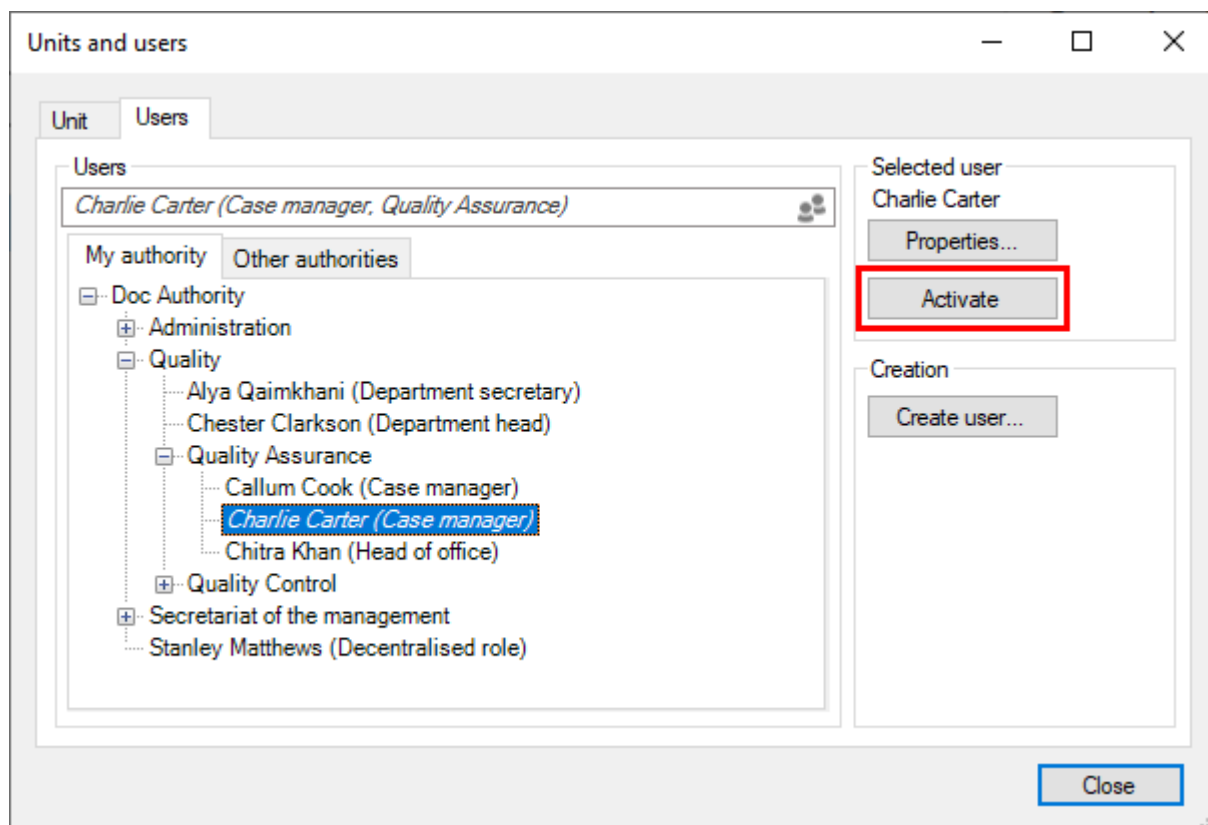 Units and users
Unit
Users
Users
Charlie Carter (Case manager, Quality Assurance)
My authority
Other authorities
Doc Authority
Administration
Quality
Alya Qaimkhani (Department secretary)
Chester Clarkson (Department head)
Quality Assurance
Callum Cook (Case manager)
Charlie Carter (Case manager)
Chitra Khan (Head of office)
Quality Control
Secretariat of the management
Stanley Matthews (Decentralised role)
Selected user
Charlie Carter
Properties...
Activate
Creation
Create user...
Close